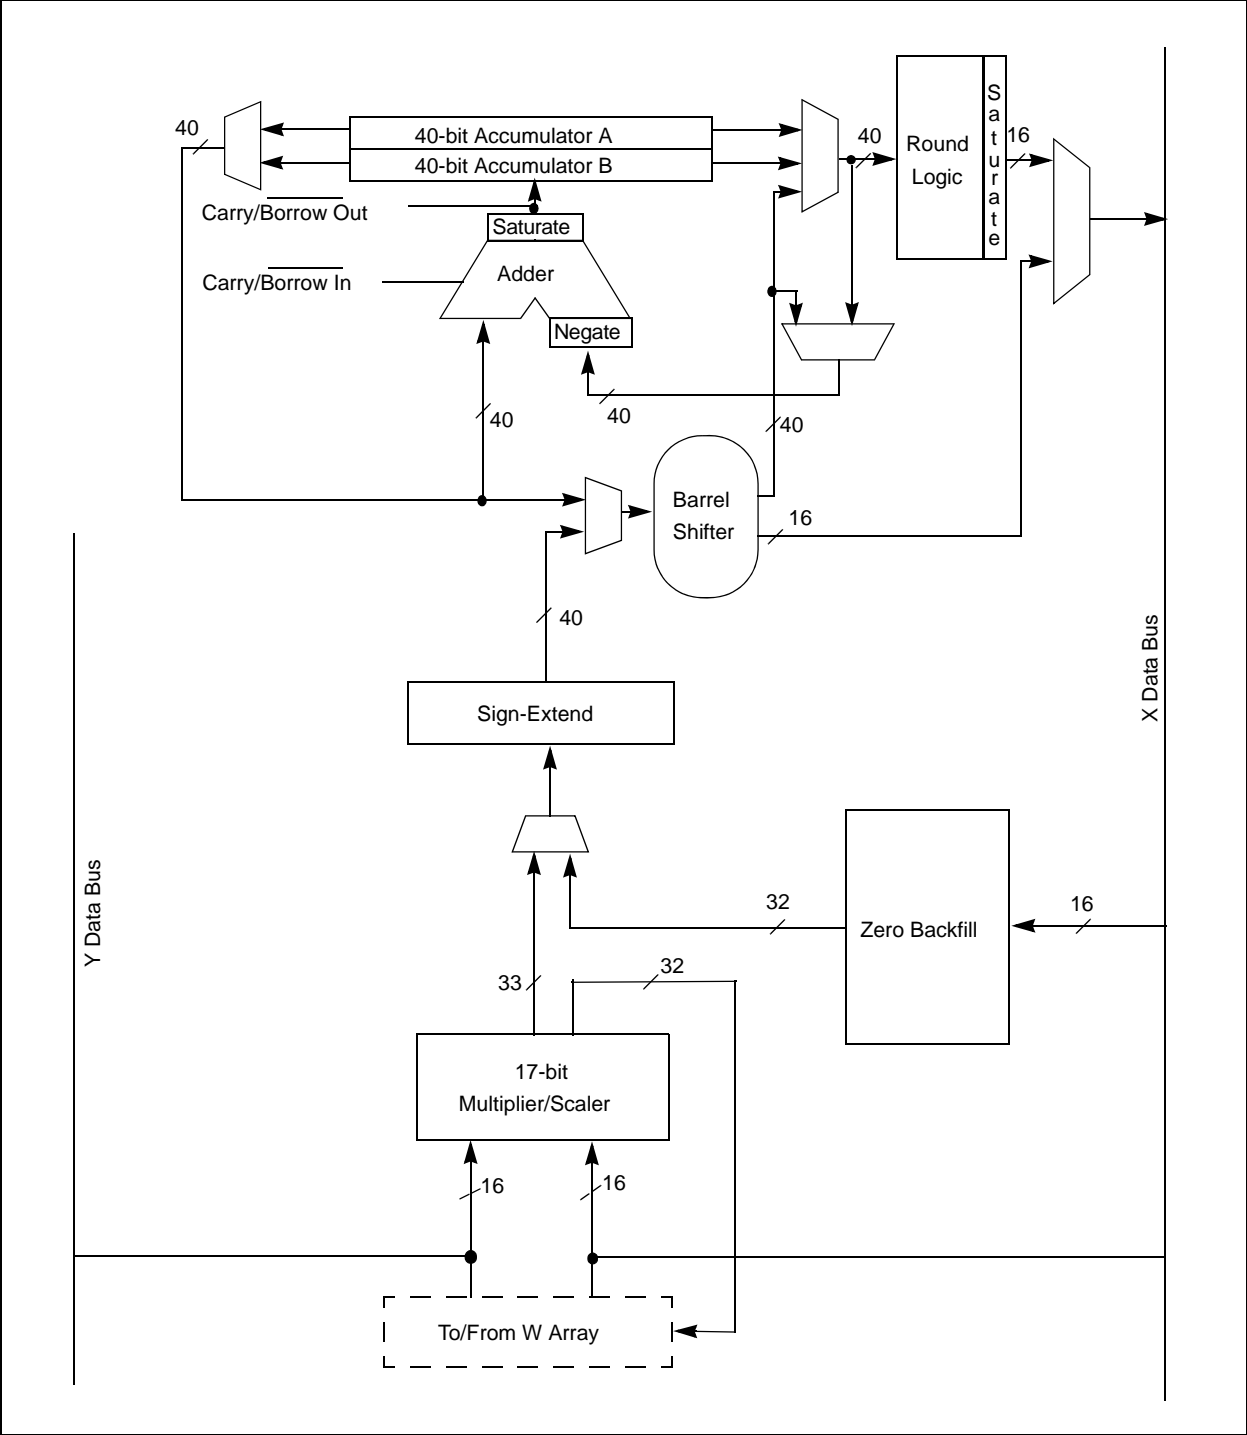 40
40-bit Accumulator A
40-bit Accumulator B
40
Round
Logic
Saturate
16
Carry/Borrow Out
Saturate
Carry/Borrow In
Adder
Negate
40
40
40
Barrel
Shifter
16
40
X Data Bus
Sign-Extend
Y Data Bus
32
Zero Backfill
16
33
32
17-bit
Multiplier/Scaler
16
16
To/From W Array